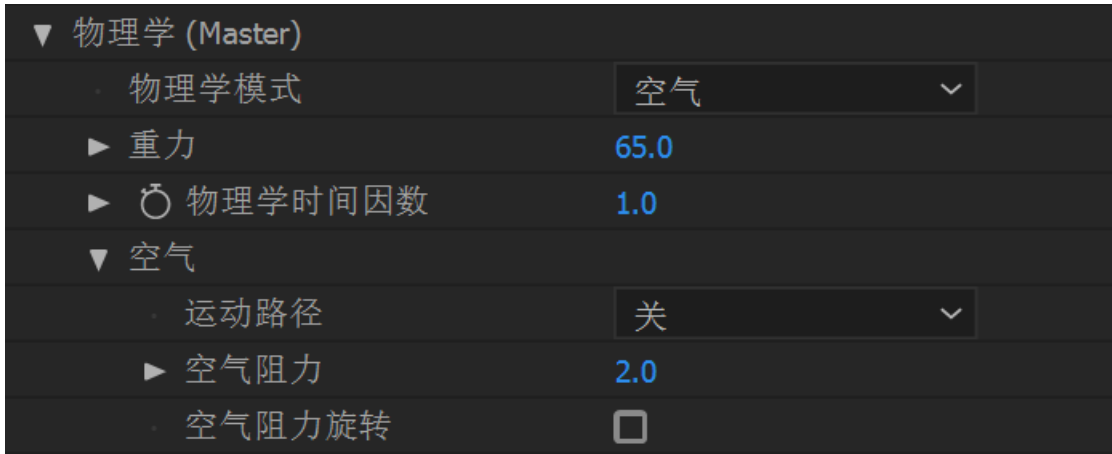 物理学 (Master)
物理学模式 空气
重力 65.0
物理学时间因数 1.0
空气
运动路径 关
空气阻力 2.0
空气阻力旋转